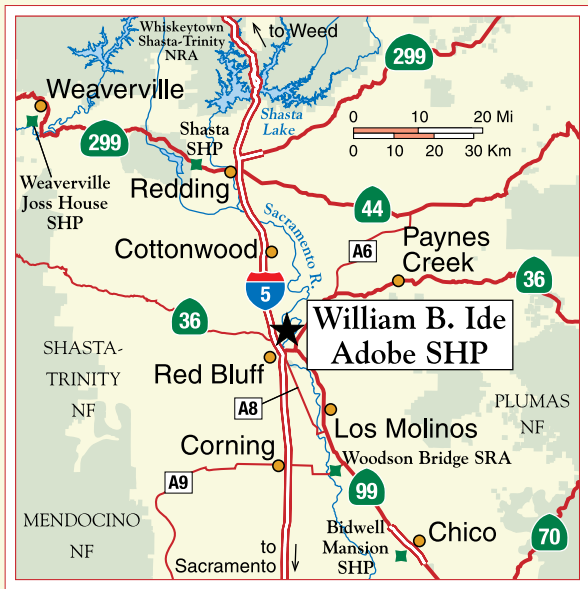 Whiskeytown
Shasta-Trinity
NRA
to Weed
299
Weaverville
Shasta
Lake
0 10 20 Mi
0 10 20 30 Km
299
Shasta
SHP
Weaverville
Joss House
SHP
Redding
44
Sacramento R.
Cottonwood
A6
Paynes
Creek
36
5
36
William B. Ide
Adobe SHP
SHASTA-
TRINITY
NF
Red Bluff
A8
PLUMAS
NF
Los Molinos
Corning
Woodson Bridge SRA
A9
99
MENDOCINO
NF
Bidwell
Mansion
SHP
Chico
70
to
Sacramento